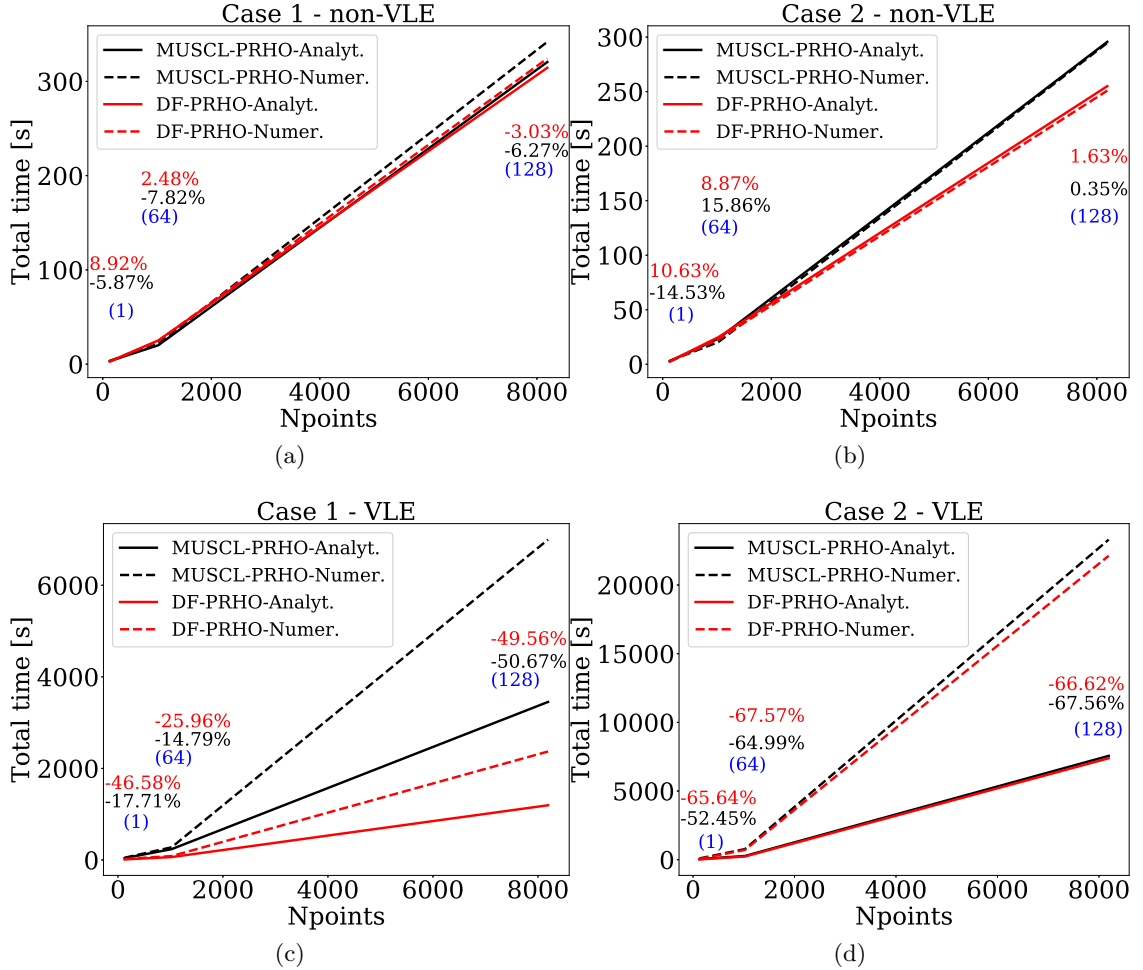 Case 1 - non-VLE
MUSCL-PRHO-Analyt.
MUSCL-PRHO-Numer.
DF-PRHO-Analyt.
DF-PRHO-Numer.
300
200
100
0
Total time [s]
8.92%
-5.87%
(1)
2.48%
-7.82%
(64)
-3.03%
-6.27%
(128)
0
2000
4000
6000
8000
Npoints
(a)
Case 2 - non-VLE
MUSCL-PRHO-Analyt.
MUSCL-PRHO-Numer.
DF-PRHO-Analyt.
DF-PRHO-Numer.
300
250
200
150
100
50
0
Total time [s]
10.63%
-14.53%
(1)
8.87%
15.86%
(64)
1.63%
0.35%
(128)
0
2000
4000
6000
8000
Npoints
(b)
Case 1 - VLE
MUSCL-PRHO-Analyt.
MUSCL-PRHO-Numer.
DF-PRHO-Analyt.
DF-PRHO-Numer.
6000
4000
2000
0
Total time [s]
-46.58%
-17.71%
(1)
-25.96%
-14.79%
(64)
-49.56%
-50.67%
(128)
0
2000
4000
6000
8000
Npoints
(c)
Case 2 - VLE
MUSCL-PRHO-Analyt.
MUSCL-PRHO-Numer.
DF-PRHO-Analyt.
DF-PRHO-Numer.
20000
15000
10000
5000
0
Total time [s]
-65.64%
-52.45%
(1)
-67.57%
-64.99%
(64)
-66.62%
-67.56%
(128)
0
2000
4000
6000
8000
Npoints
(d)